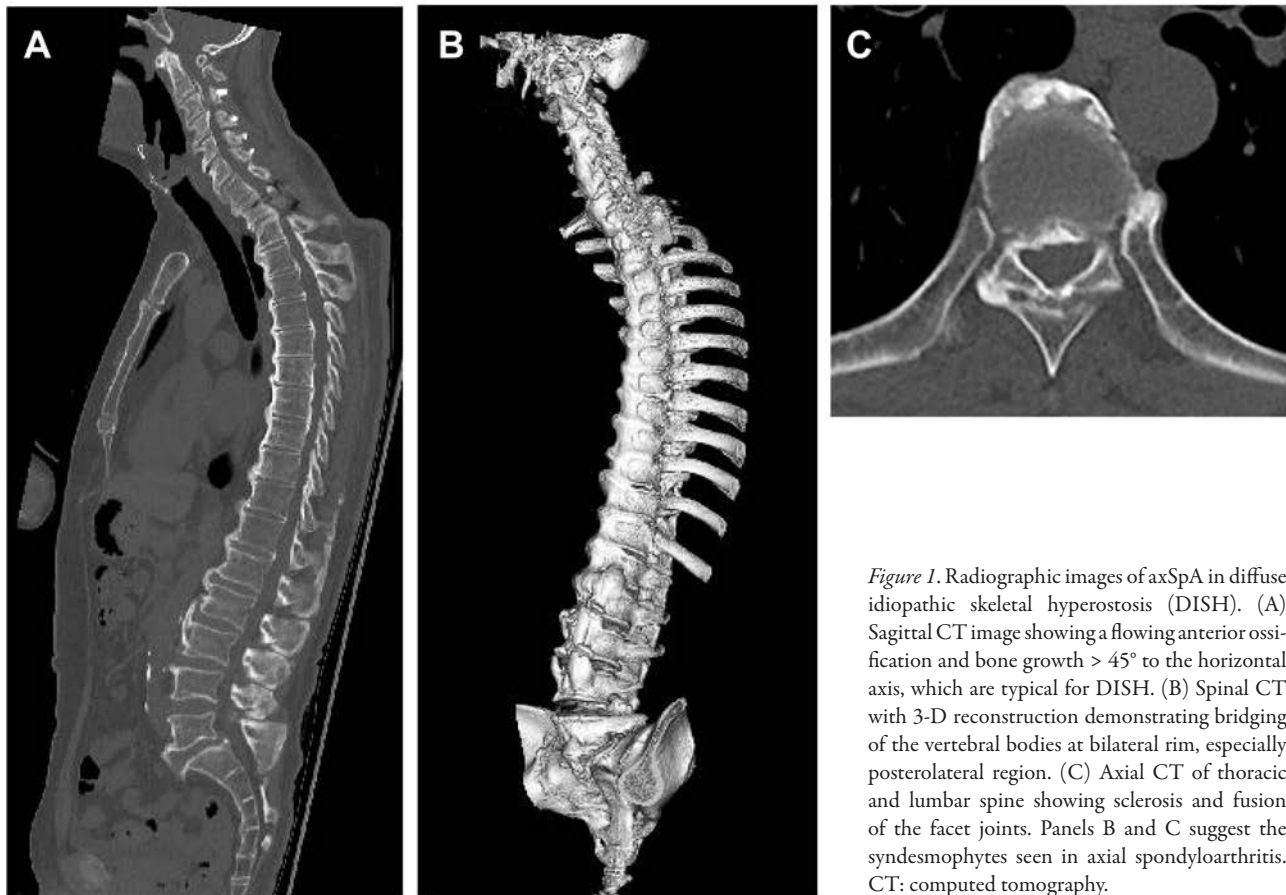 A
B
C
Figure 1. Radiographic images of axSpA in diffuse
idiopathic skeletal hyperostosis (DISH). (A)
Sagittal CT image showing a flowing anterior ossi-
fication and bone growth > 45° to the horizontal
axis, which are typical for DISH. (B) Spinal CT
with 3-D reconstruction demonstrating bridging
of the vertebral bodies at bilateral rim, especially
posterolateral region. (C) Axial CT of thoracic
and lumbar spine showing sclerosis and fusion
of the facet joints. Panels B and C suggest the
syndesmophytes seen in axial spondyloarthritis.
CT: computed tomography.